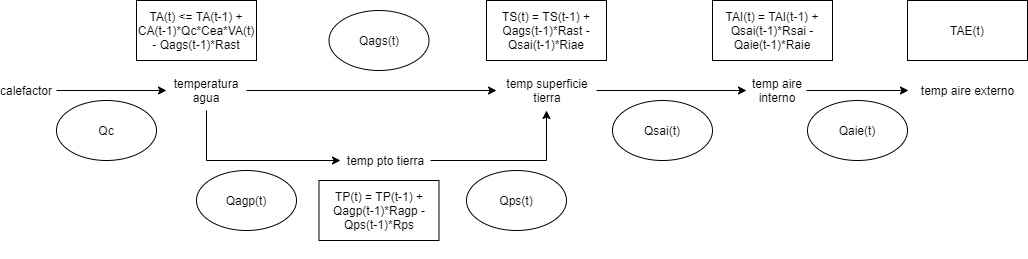 TA(t) <= TA(t-1) +
CA(t-1)*Qc*Cea*VA(t)
- Qags(t-1)*Rast
Qags(t)
TS(t) = TS(t-1) +
Qags(t-1)*Rast -
Qsai(t-1)*Riae
TAI(t) = TAI(t-1) +
Qsai(t-1)*Rsai -
Qaie(t-1)*Raie
TAE(t)
calefactor
temperatura
agua
temp superficie
tierra
temp aire
interno
temp aire externo
Qc
Qsai(t)
Qaie(t)
temp pto tierra
Qagp(t)
TP(t) = TP(t-1) +
Qagp(t-1)*Ragp -
Qps(t-1)*Rps
Qps(t)